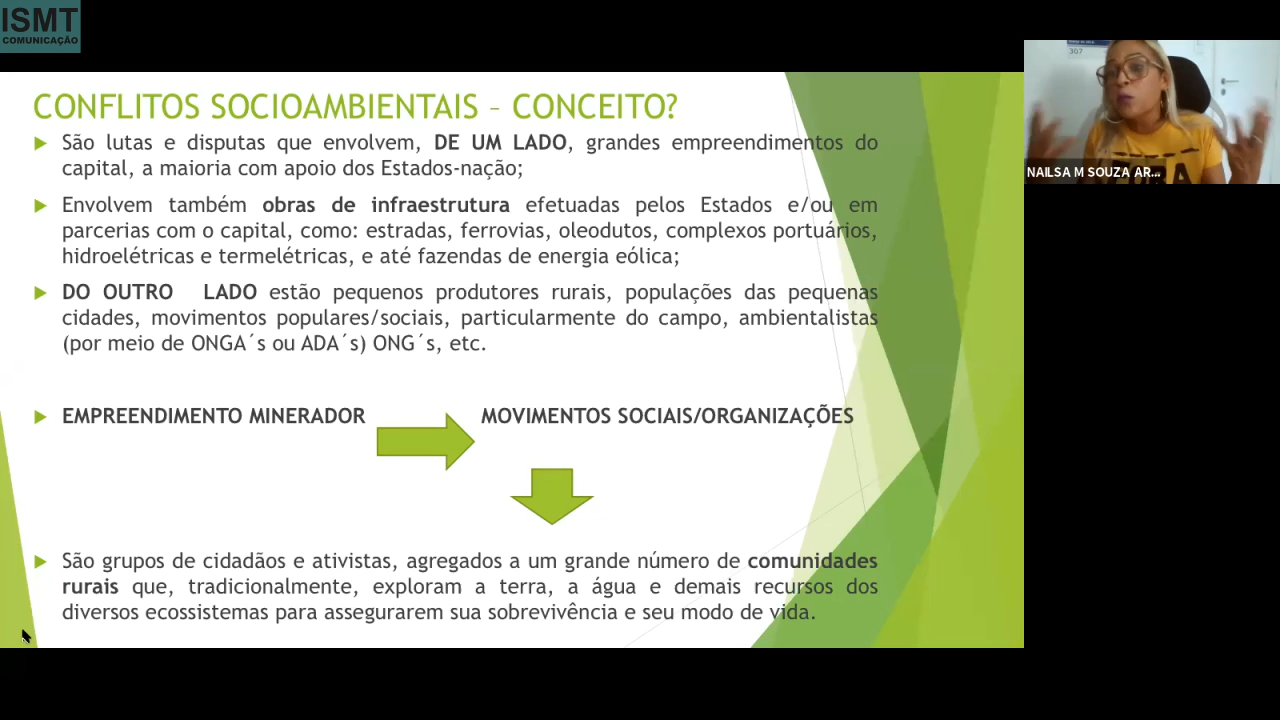 ISMT
COMUNICAÇÃO
CONFLITOS SOCIOAMBIENTAIS – CONCEITO?
São lutas e disputas que envolvem, DE UM LADO, grandes empreendimentos do
capital, a maioria com apoio dos Estados-nação;
Envolvem também obras de infraestrutura efetuadas pelos Estados e/ou em
parcerias com o capital, como: estradas, ferrovias, oleodutos, complexos portuários,
hidroelétricas e termelétricas, e até fazendas de energia eólica;
DO OUTRO LADO estão pequenos produtores rurais, populações das pequenas
cidades, movimentos populares/sociais, particularmente do campo, ambientalistas
(por meio de ONGA´s ou ADA´s) ONG´s, etc.
EMPREENDIMENTO MINERADOR MOVIMENTOS SOCIAIS/ORGANIZAÇÕES
São grupos de cidadãos e ativistas, agregados a um grande número de comunidades
rurais que, tradicionalmente, exploram a terra, a água e demais recursos dos
diversos ecossistemas para assegurarem sua sobrevivência e seu modo de vida.
307
NAILSA M SOUZA AR...